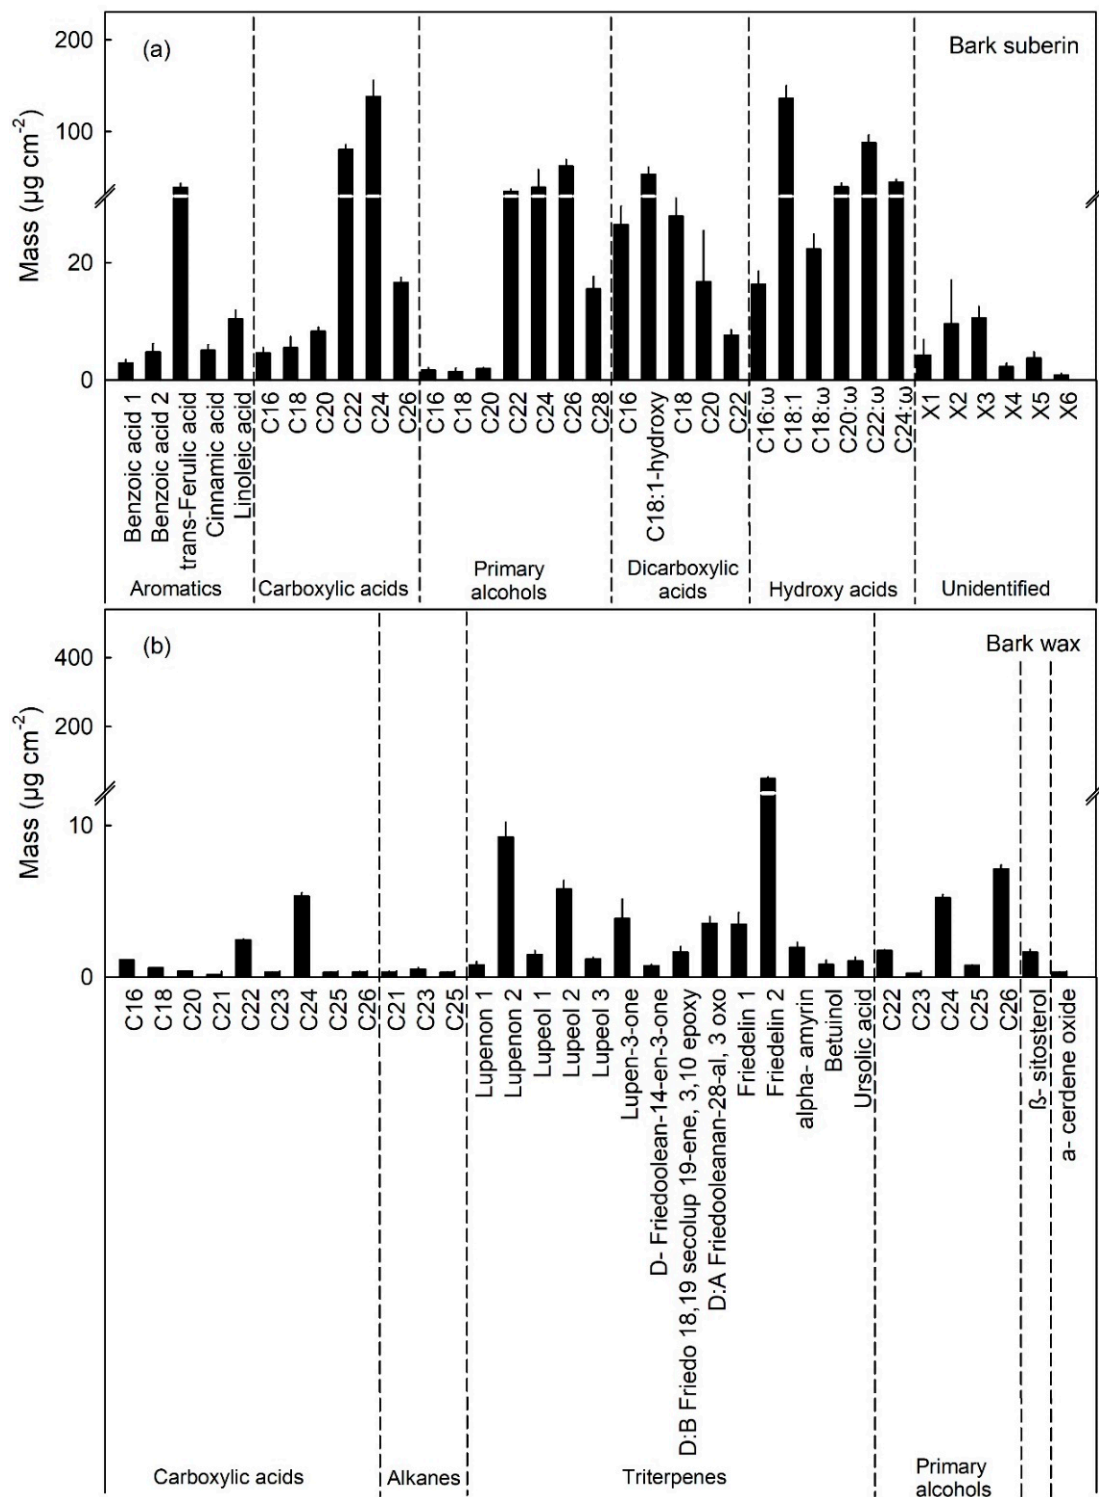 (a)
Bark suberin
Mass (µg cm⁻²)
200
100
20
0
Benzoic acid 1
Benzoic acid 2
trans-Ferulic acid
Cinnamic acid
Linoleic acid
C16
C18
C20
C22
C24
C26
C16
C18
C20
C22
C24
C26
C28
C16
C18:1-hydroxy
C18
C20
C22
C16:ω
C18:1
C18:ω
C20:ω
C22:ω
C24:ω
X1
X2
X3
X4
X5
X6
Aromatics
Carboxylic acids
Primary
alcohols
Dicarboxylic
acids
Hydroxy acids
Unidentified
(b)
Bark wax
Mass (µg cm⁻²)
400
200
10
0
C16
C18
C20
C21
C22
C23
C24
C25
C26
C21
C23
C25
Lupenon 1
Lupenon 2
Lupeol 1
Lupeol 2
Lupeol 3
Lupen-3-one
D- Friedoolean-14-en-3-one
D:B Friedo 18,19 secolup 19-ene, 3,10 epoxy
D:A Friedooleanan-28-al, 3 oxo
Friedelin 1
Friedelin 2
alpha- amyrin
Betuinol
Ursolic acid
C22
C23
C24
C25
C26
ß- sitosterol
a- cerdene oxide
Carboxylic acids
Alkanes
Triterpenes
Primary
alcohols